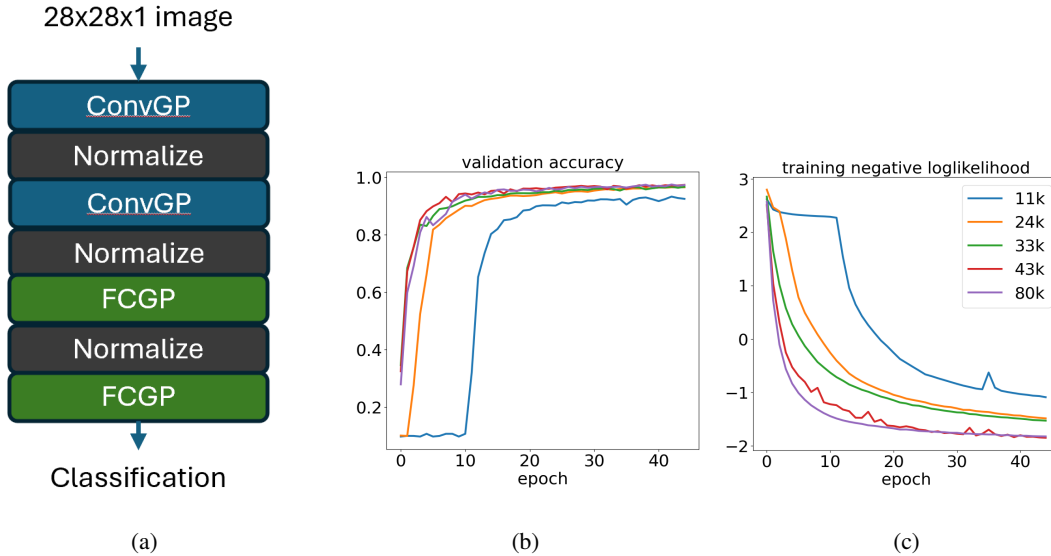 28x28x1 image
ConvGP
Normalize
ConvGP
Normalize
FCGP
Normalize
FCGP
Classification
(a)
validation accuracy
1.0
0.8
0.6
0.4
0.2
0
10
20
30
40
epoch
(b)
training negative loglikelihood
3
2
1
0
−1
−2
0
10
20
30
40
epoch
11k
24k
33k
43k
80k
(c)